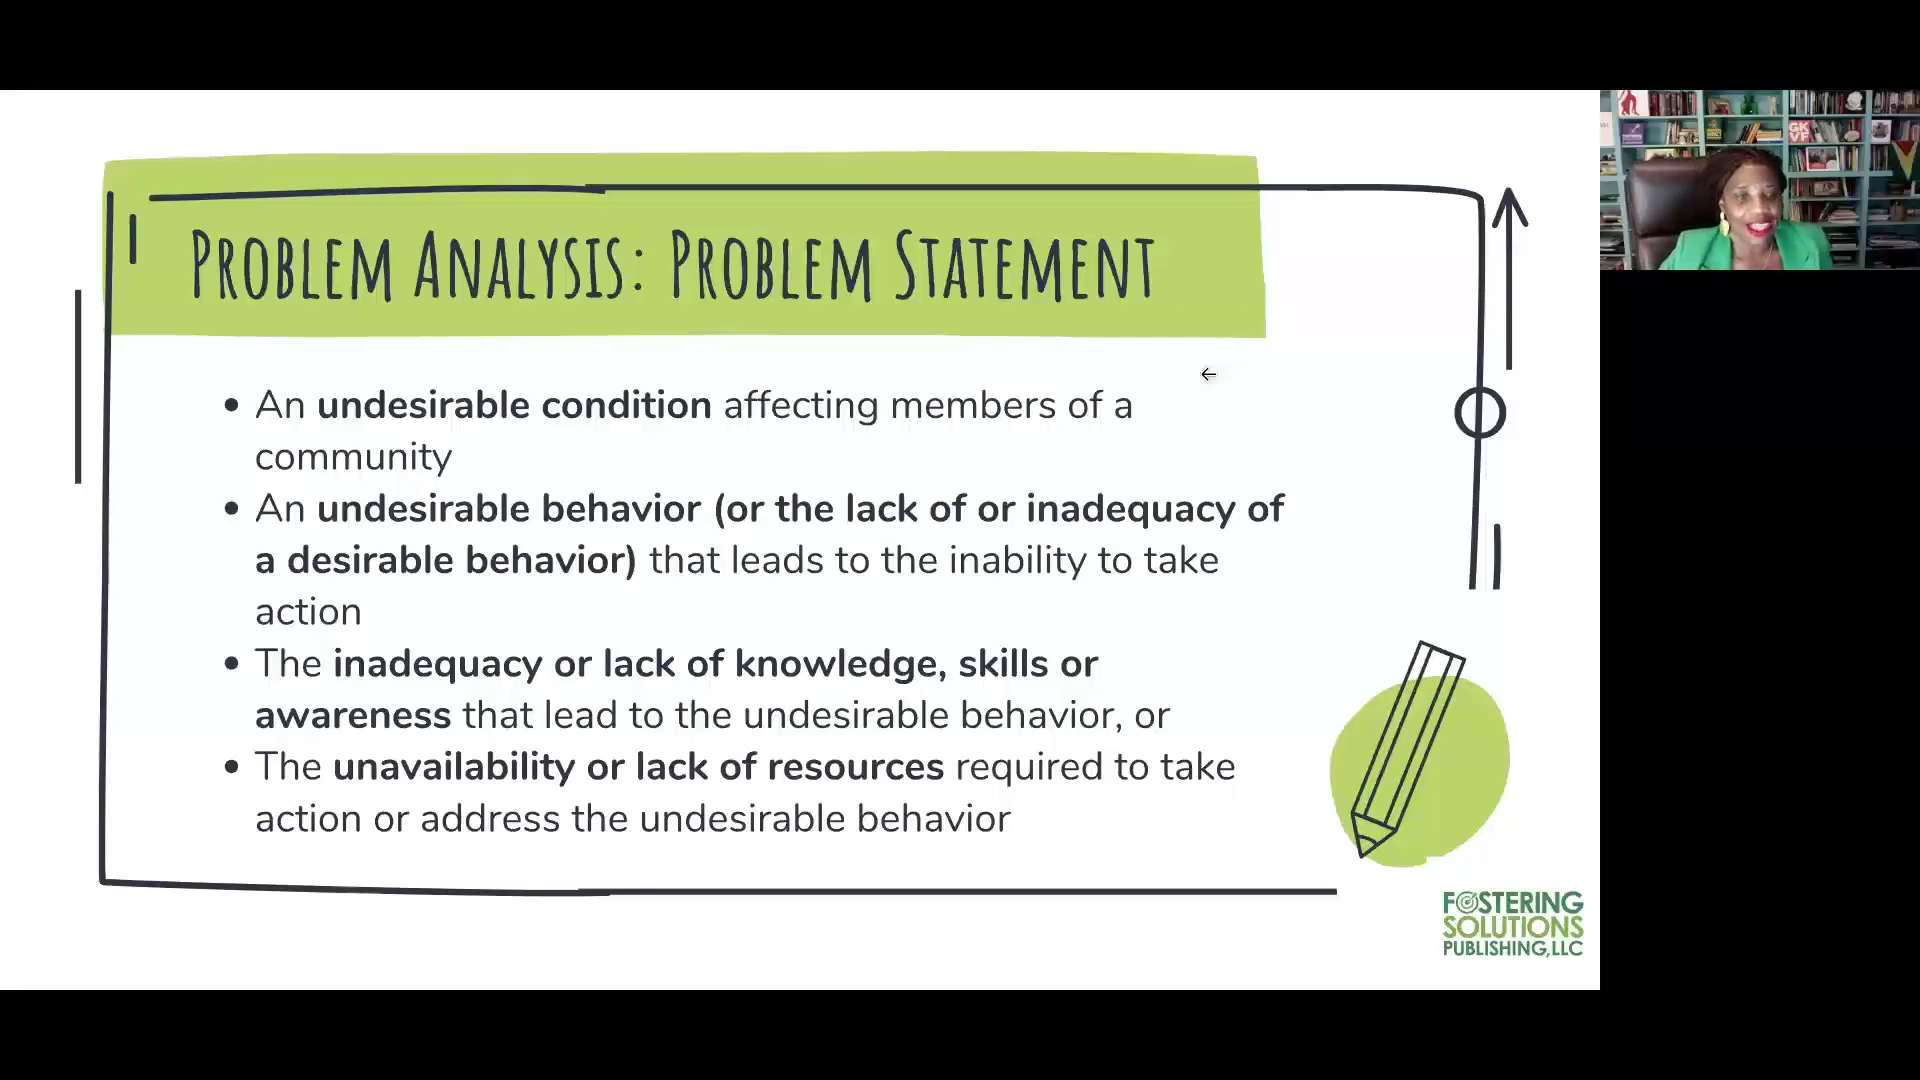 PROBLEM ANALYSIS: PROBLEM STATEMENT
• An undesirable condition affecting members of a
community
• An undesirable behavior (or the lack of or inadequacy of
a desirable behavior) that leads to the inability to take
action
• The inadequacy or lack of knowledge, skills or
awareness that lead to the undesirable behavior, or
• The unavailability or lack of resources required to take
action or address the undesirable behavior
FOSTERING
SOLUTIONS
PUBLISHING,LLC
GK
VF